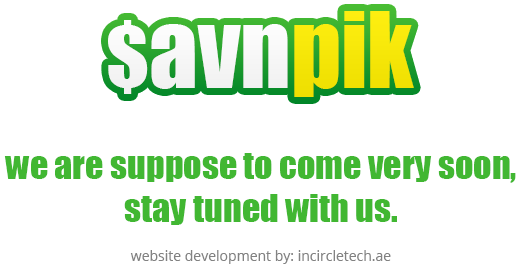 $avnpik
we are suppose to come very soon,
stay tuned with us.
website development by: incircletech.ae